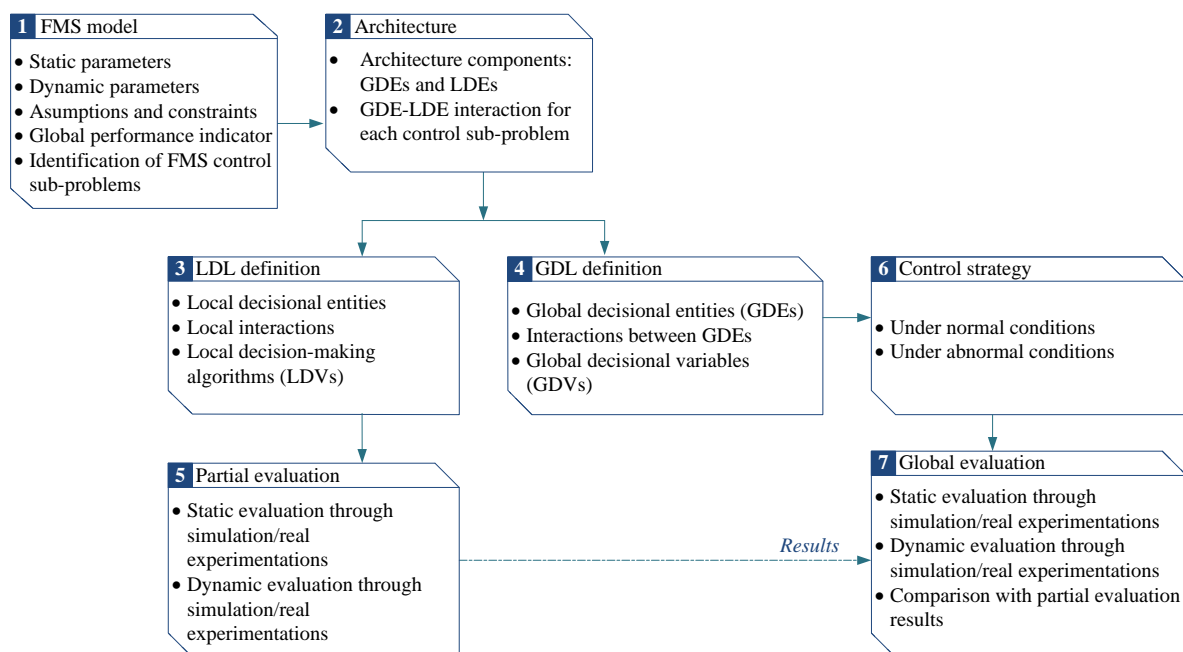 1 FMS model
• Static parameters
• Dynamic parameters
• Asumptions and constraints
• Global performance indicator
• Identification of FMS control
sub-problems
2 Architecture
• Architecture components:
GDEs and LDEs
• GDE-LDE interaction for
each control sub-problem
3 LDL definition
• Local decisional entities
• Local interactions
• Local decision-making
algorithms (LDVs)
4 GDL definition
• Global decisional entities (GDEs)
• Interactions between GDEs
• Global decisional variables
(GDVs)
6 Control strategy
• Under normal conditions
• Under abnormal conditions
5 Partial evaluation
• Static evaluation through
simulation/real
experimentations
• Dynamic evaluation through
simulation/real
experimentations
Results
7 Global evaluation
• Static evaluation through
simulation/real experimentations
• Dynamic evaluation through
simulation/real experimentations
• Comparison with partial evaluation
results